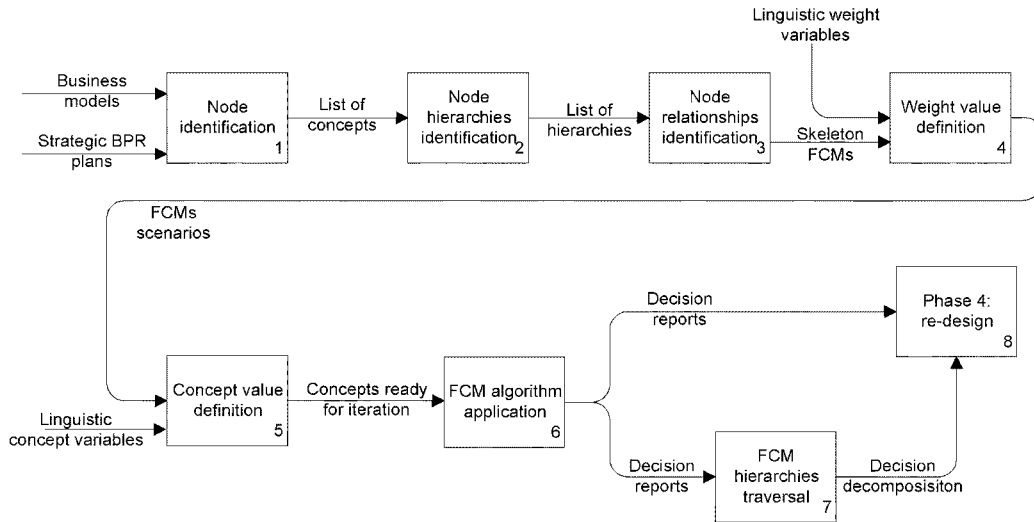 Linguistic weight
variables
Business
models
Strategic BPR
plans
Node
identification
1
List of
concepts
Node
hierarchies
identification
2
List of
hierarchies
Node
relationships
identification
3
Skeleton
FCMs
Weight value
definition
4
FCMs
scenarios
Linguistic
concept variables
Concept value
definition
5
Concepts ready
for iteration
FCM algorithm
application
6
Decision
reports
Phase 4:
re-design
8
Decision
reports
FCM
hierarchies
traversal
7
Decision
decomposisiton